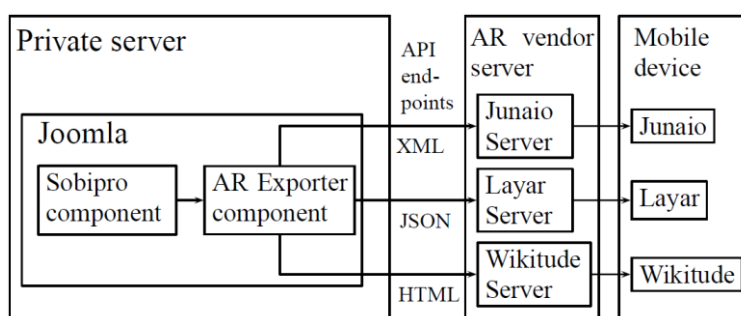 Private server
Joomla
Sobipro
component
AR Exporter
component
API
end-
points
XML
JSON
HTML
AR vendor
server
Junaio
Server
Layar
Server
Wikitude
Server
Mobile
device
Junaio
Layar
Wikitude